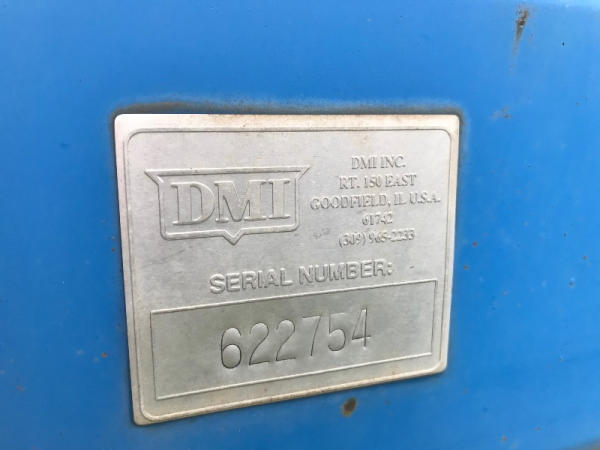 DMI
DMI INC.
RT. 150 EAST
GOODFIELD, IL U.S.A.
61742
(309) 965-2233
SERIAL NUMBER:
622754